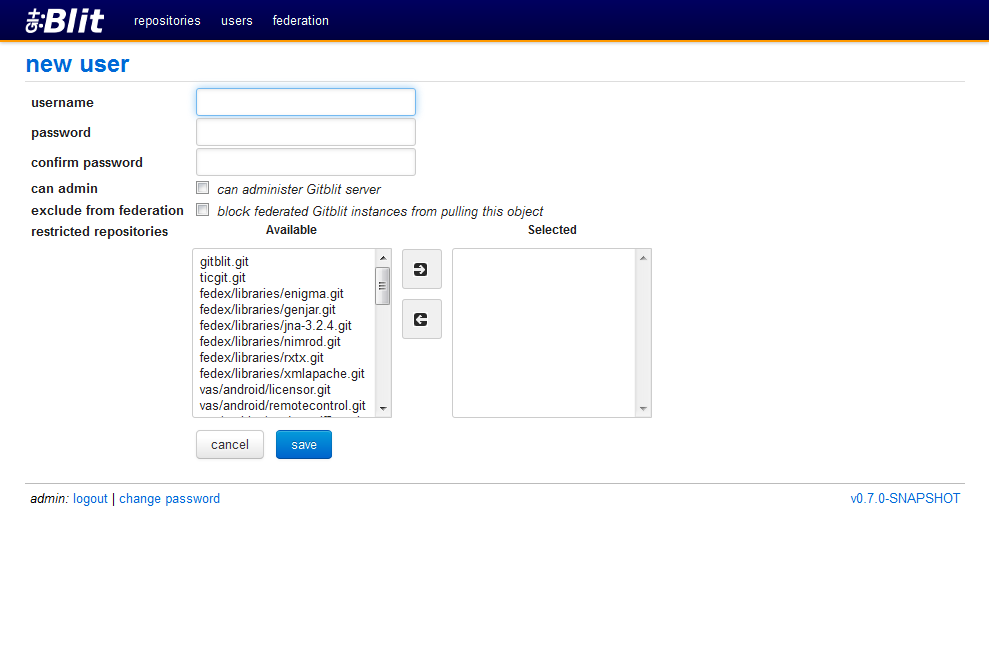 Git:Blit repositories users federation
new user
username
password
confirm password
can admin can administer Gitblit server
exclude from federation block federated Gitblit instances from pulling this object
restricted repositories Available Selected
gitblit.git
ticgit.git
fedex/libraries/enigma.git
fedex/libraries/genjar.git
fedex/libraries/jna-3.2.4.git
fedex/libraries/nimrod.git
fedex/libraries/rxtx.git
fedex/libraries/xmlapache.git
vas/android/licensor.git
vas/android/remotecontrol.git
cancel save
admin: logout | change password v0.7.0-SNAPSHOT